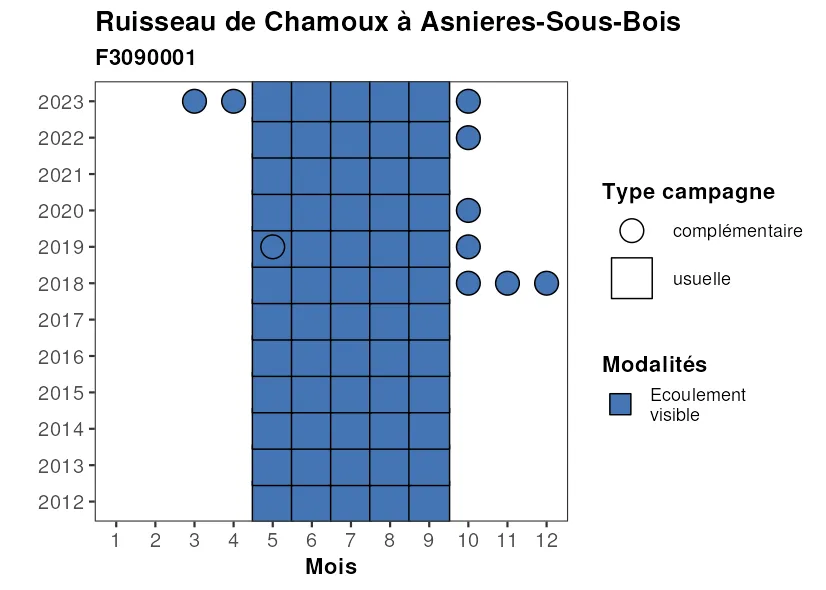 Ruisseau de Chamoux à Asnieres-Sous-Bois
F3090001
2023
2022
2021
2020
2019
2018
2017
2016
2015
2014
2013
2012
1 2 3 4 5 6 7 8 9 10 11 12
Mois
Type campagne
complémentaire
usuelle
Modalités
Ecoulement
visible